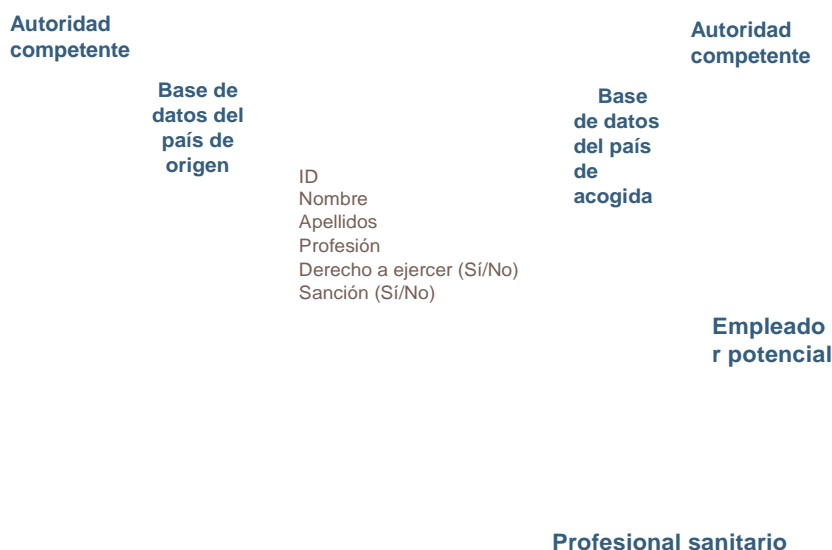 Autoridad
competente
Autoridad
competente
Base de
datos del
país de
origen
Base
de datos
del país
de
acogida
ID
Nombre
Apellidos
Profesión
Derecho a ejercer (Sí/No)
Sanción (Sí/No)
Empleado
r potencial
Profesional sanitario